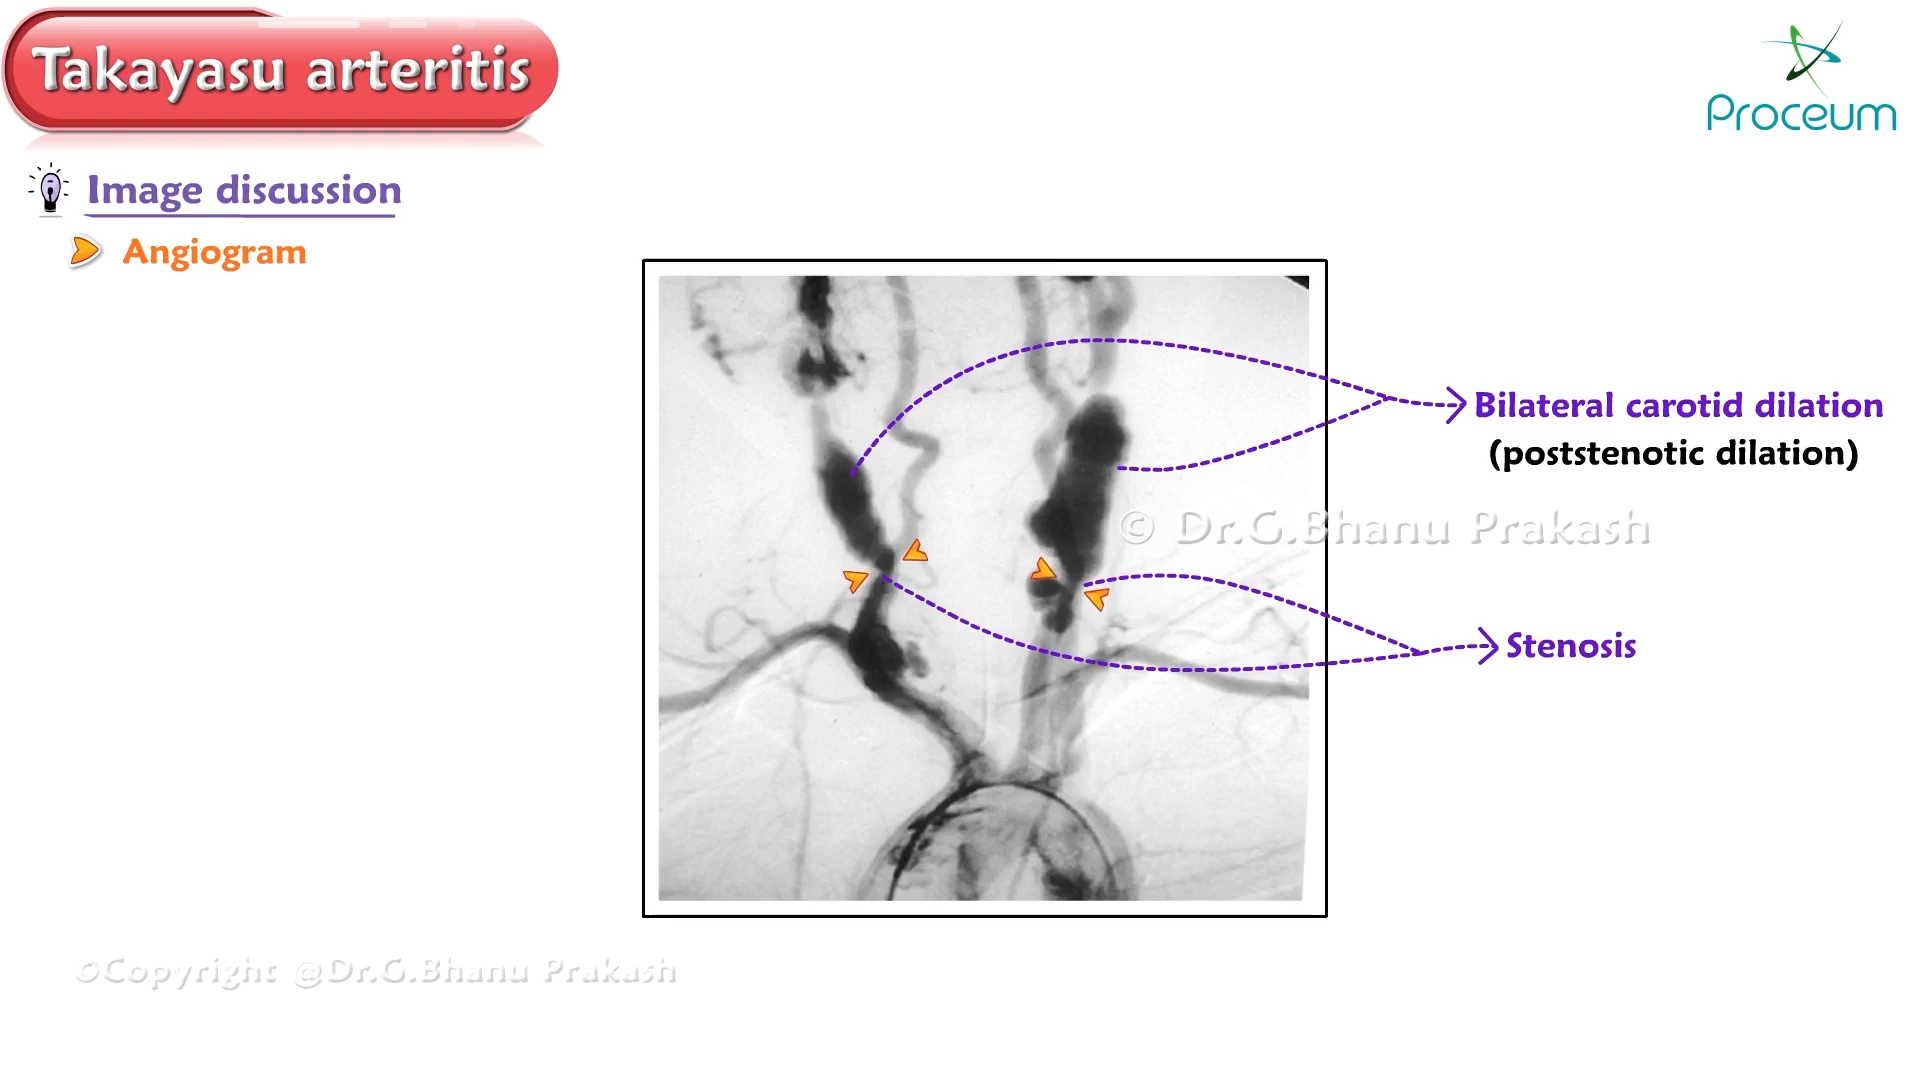 Takayasu arteritis
Proceum
Image discussion
Angiogram
Bilateral carotid dilation
(poststenotic dilation)
© Dr.G.Bhanu Prakash
Stenosis
©Copyright @Dr.G.Bhanu Prakash